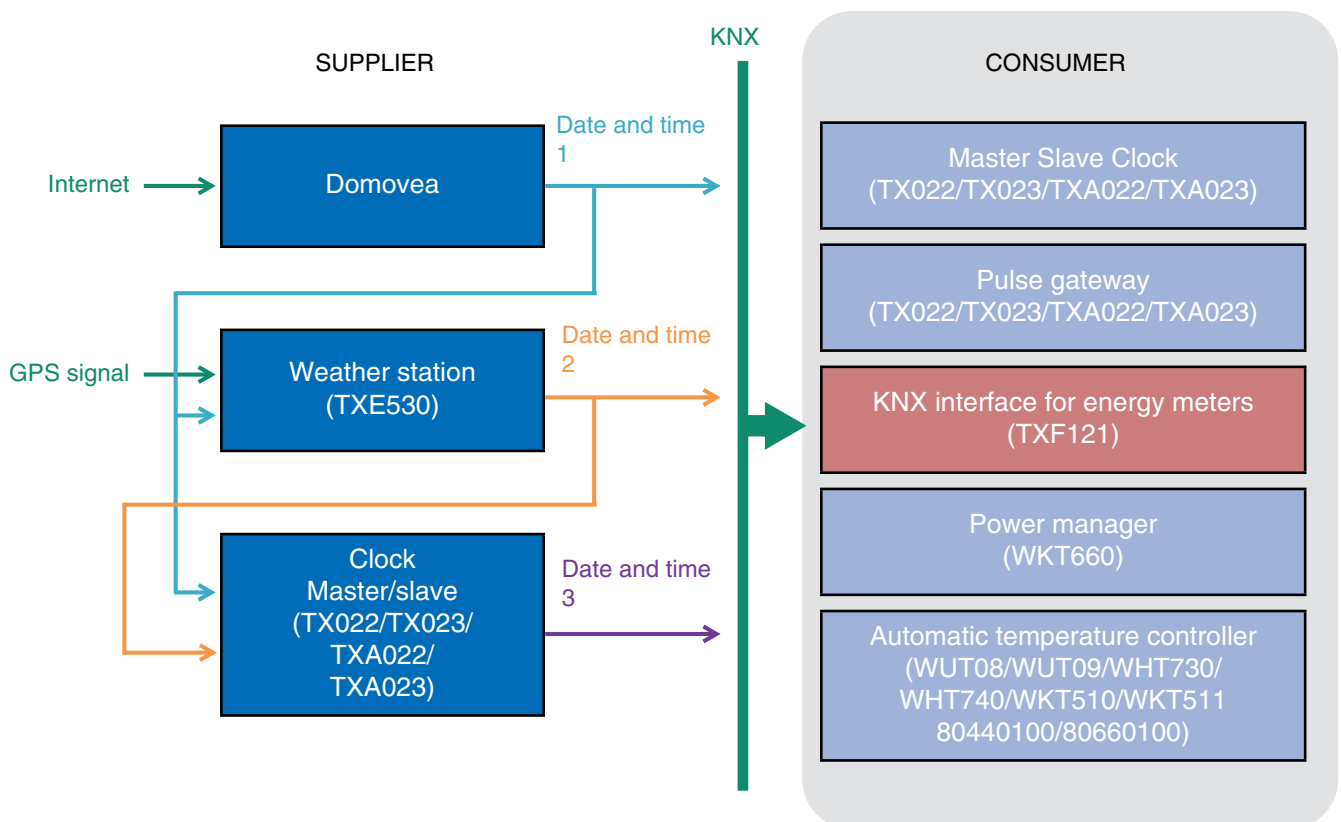 SUPPLIER
KNX
CONSUMER
Internet
Domovea
Date and time
1
GPS signal
Weather station
(TXE530)
Date and time
2
Clock
Master/slave
(TX022/TX023/
TXA022/
TXA023)
Date and time
3
Master Slave Clock
(TX022/TX023/TXA022/TXA023)
Pulse gateway
(TX022/TX023/TXA022/TXA023)
KNX interface for energy meters
(TXF121)
Power manager
(WKT660)
Automatic temperature controller
(WUT08/WUT09/WHT730/
WHT740/WKT510/WKT511
80440100/80660100)